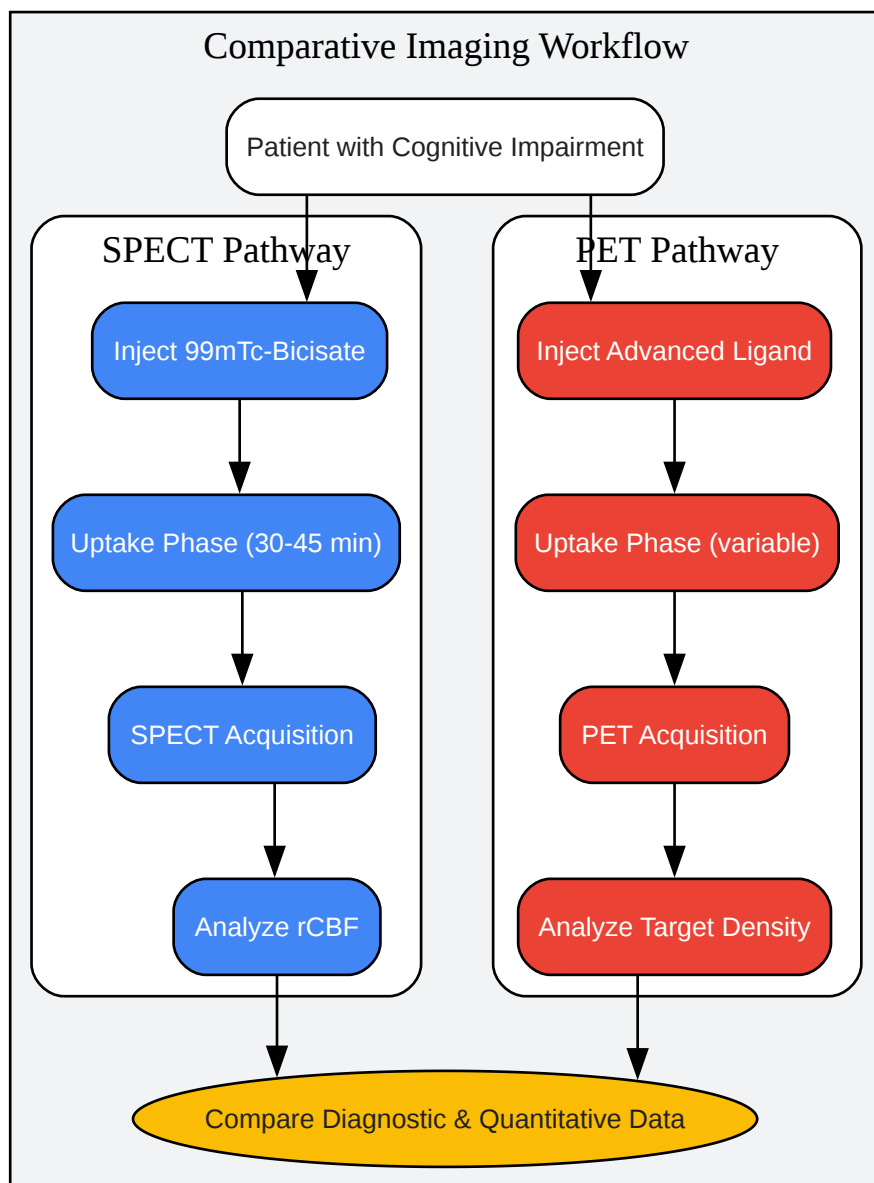 Comparative Imaging Workflow
Patient with Cognitive Impairment
SPECT Pathway
Inject 99mTc-Bicisate
Uptake Phase (30-45 min)
SPECT Acquisition
Analyze rCBF
PET Pathway
Inject Advanced Ligand
Uptake Phase (variable)
PET Acquisition
Analyze Target Density
Compare Diagnostic & Quantitative Data